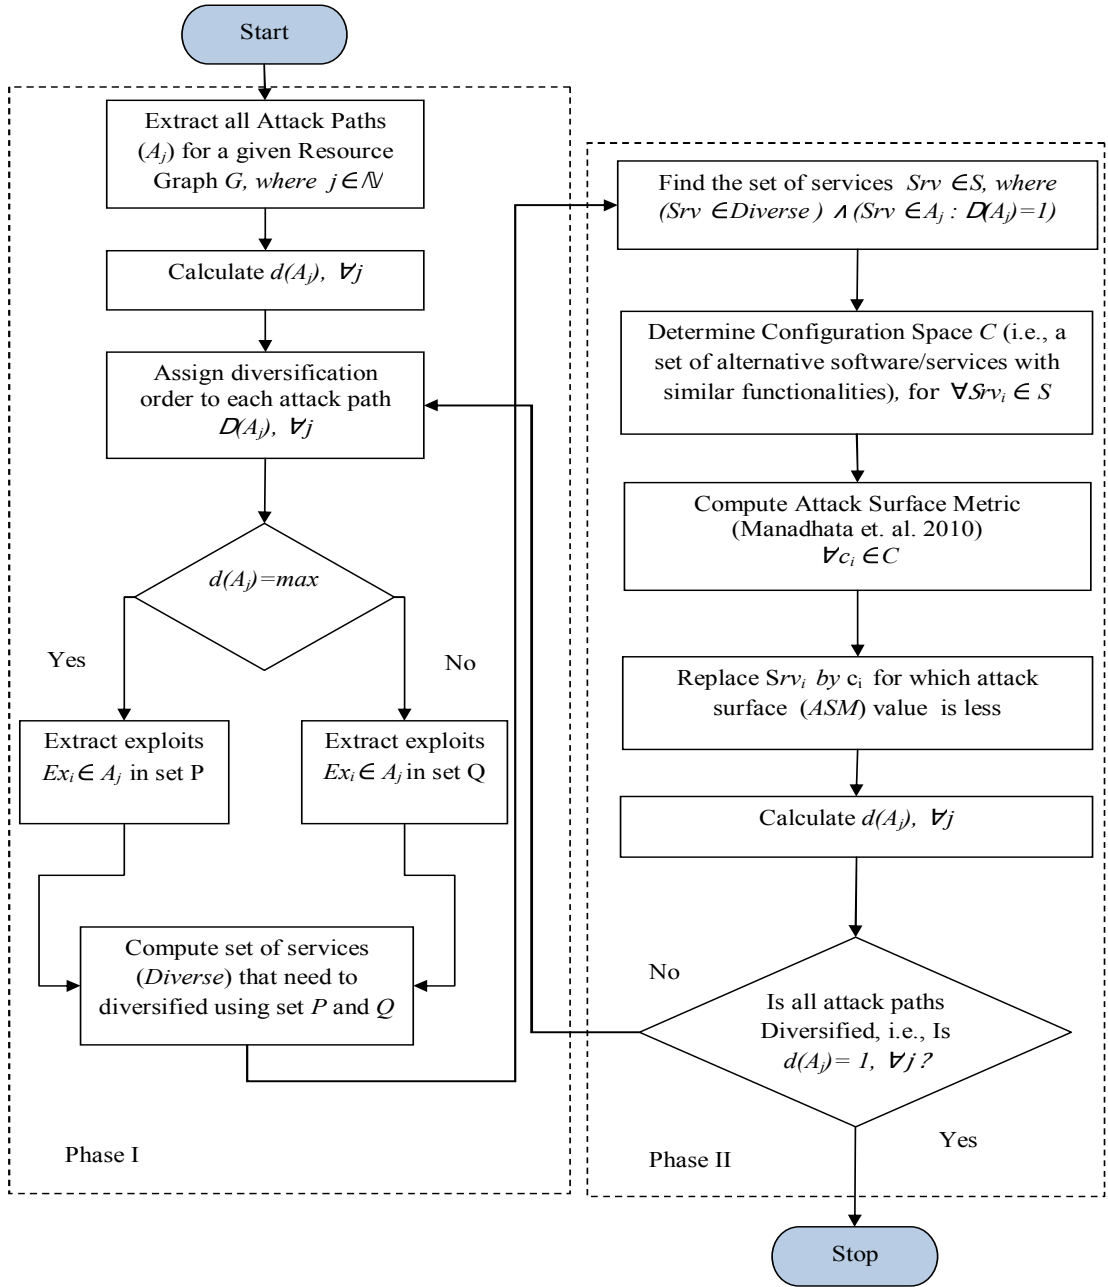 Start
Extract all Attack Paths
(Aj) for a given Resource
Graph G, where j∈ℕ
Calculate d(Aj), ∀j
Assign diversification
order to each attack path
D(Aj), ∀j
d(Aj)=max
Yes
No
Extract exploits
Exi∈ Aj in set P
Extract exploits
Exi∈ Aj in set Q
Compute set of services
(Diverse) that need to
diversified using set P and Q
Phase I
Find the set of services Srv ∈S, where
(Srv ∈Diverse ) ∧ (Srv ∈ Aj : D(Aj)=1)
Determine Configuration Space C (i.e., a
set of alternative software/services with
similar functionalities), for ∀Srvi ∈ S
Compute Attack Surface Metric
(Manadhata et. al. 2010)
∀ci ∈C
Replace Srvi by ci for which attack
surface (ASM) value is less
Calculate d(Aj), ∀j
No
Is all attack paths
Diversified, i.e., Is
d(Aj)= 1, ∀j?
Yes
Phase II
Stop